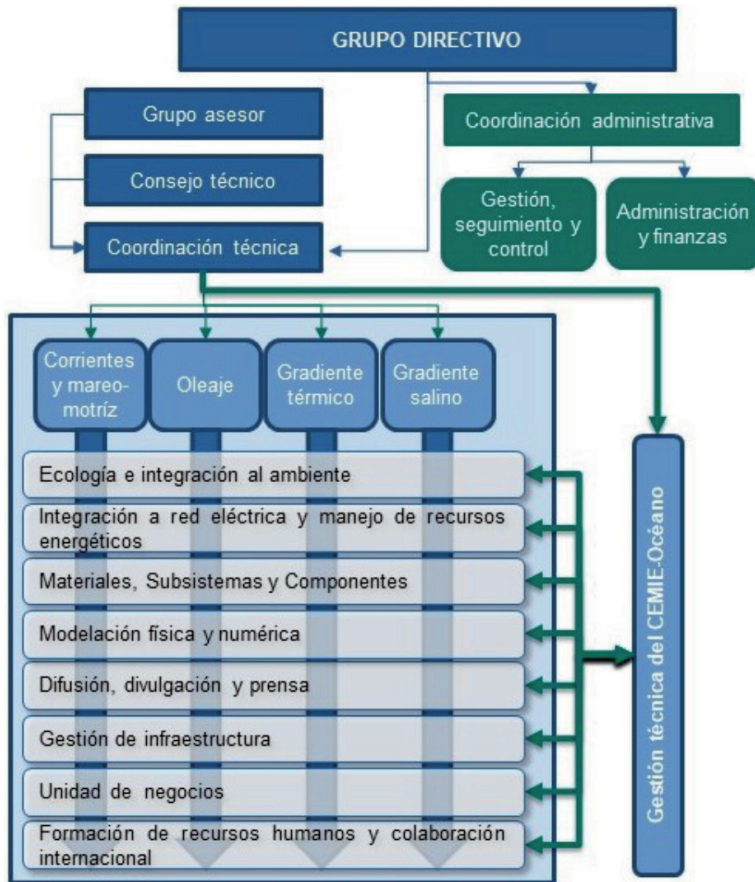 GRUPO DIRECTIVO
Grupo asesor
Consejo técnico
Coordinación técnica
Coordinación administrativa
Gestión,
seguimiento y
control
Administración
y finanzas
Corrientes
y mareo-
motríz
Oleaje
Gradiente
térmico
Gradiente
salino
Ecología e integración al ambiente
Integración a red eléctrica y manejo de recursos
energéticos
Materiales, Subsistemas y Componentes
Modelación física y numérica
Difusión, divulgación y prensa
Gestión de infraestructura
Unidad de negocios
Formación de recursos humanos y colaboración
internacional
Gestión técnica del CEMIE-Océano